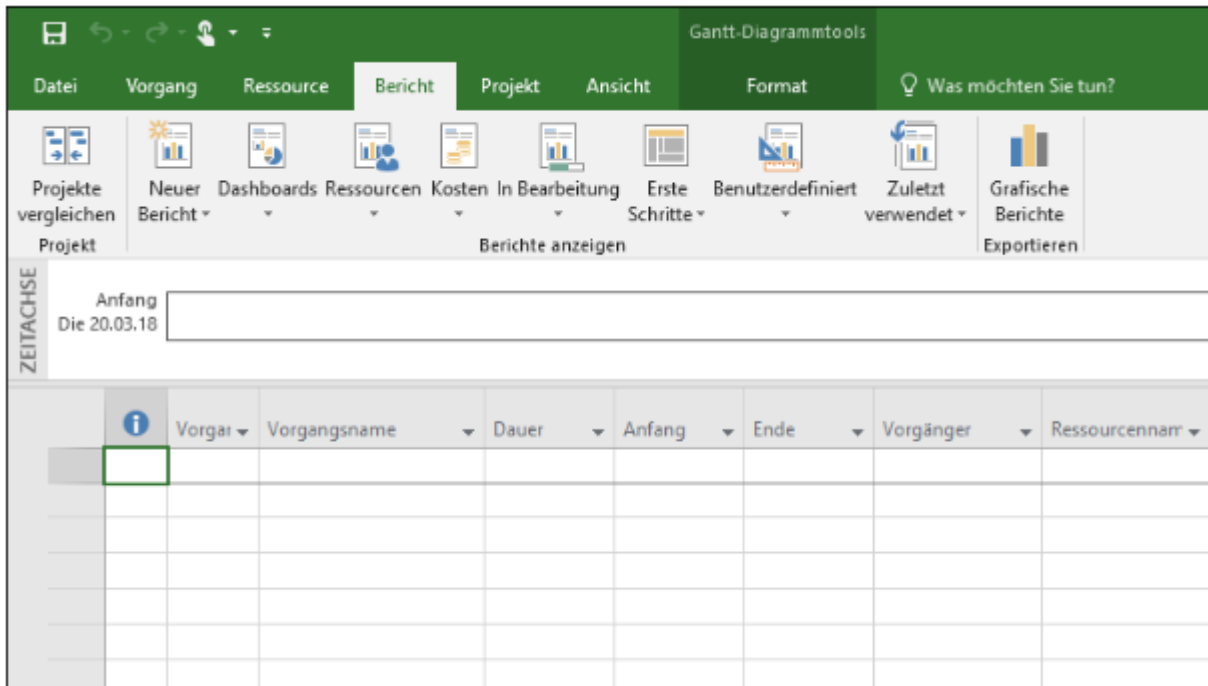 Gantt-Diagrammtools
Datei Vorgang Ressource Bericht Projekt Ansicht Format Was möchten Sie tun?
Projekte vergleichen
Neuer Bericht
Dashboards
Ressourcen
Kosten
In Bearbeitung
Erste Schritte
Benutzerdefiniert
Zuletzt verwendet
Grafische Berichte
Projekt Berichte anzeigen Exportieren
ZEITACHSE
Anfang
Die 20.03.18
Vorgangsname Dauer Anfang Ende Vorgänger